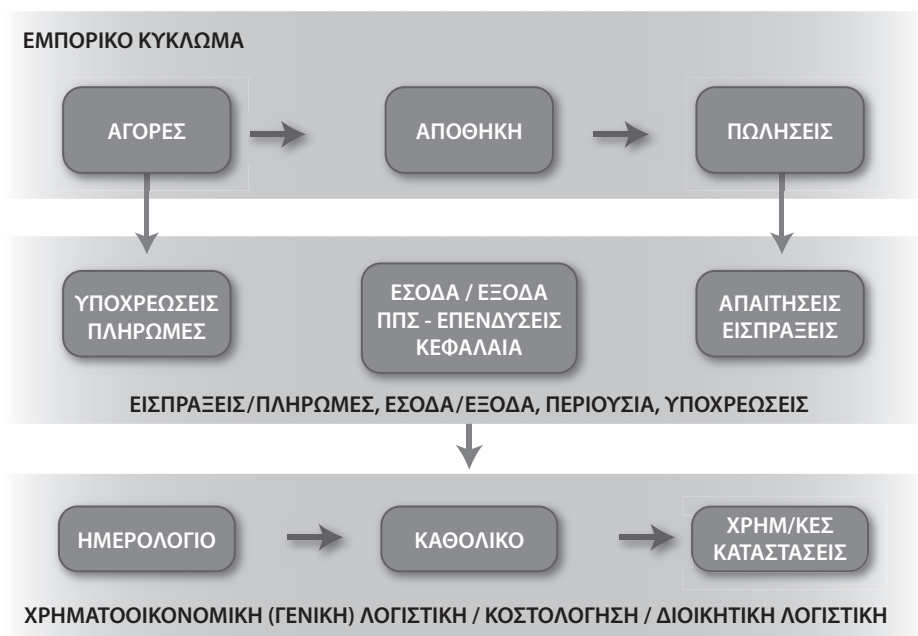 ΕΜΠΟΡΙΚΟ ΚΥΚΛΩΜΑ
ΑΓΟΡΕΣ
ΑΠΟΘΗΚΗ
ΠΩΛΗΣΕΙΣ
ΥΠΟΧΡΕΩΣΕΙΣ
ΠΛΗΡΩΜΕΣ
ΕΣΟΔΑ / ΕΞΟΔΑ
ΠΠΣ - ΕΠΕΝΔΥΣΕΙΣ
ΚΕΦΑΛΑΙΑ
ΑΠΑΙΤΗΣΕΙΣ
ΕΙΣΠΡΑΞΕΙΣ
ΕΙΣΠΡΑΞΕΙΣ/ΠΛΗΡΩΜΕΣ, ΕΣΟΔΑ/ΕΞΟΔΑ, ΠΕΡΙΟΥΣΙΑ, ΥΠΟΧΡΕΩΣΕΙΣ
ΗΜΕΡΟΛΟΓΙΟ
ΚΑΘΟΛΙΚΟ
ΧΡΗΜ/ΚΕΣ
ΚΑΤΑΣΤΑΣΕΙΣ
ΧΡΗΜΑΤΟΟΙΚΟΝΟΜΙΚΗ (ΓΕΝΙΚΗ) ΛΟΓΙΣΤΙΚΗ / ΚΟΣΤΟΛΟΓΗΣΗ / ΔΙΟΙΚΗΤΙΚΗ ΛΟΓΙΣΤΙΚΗ